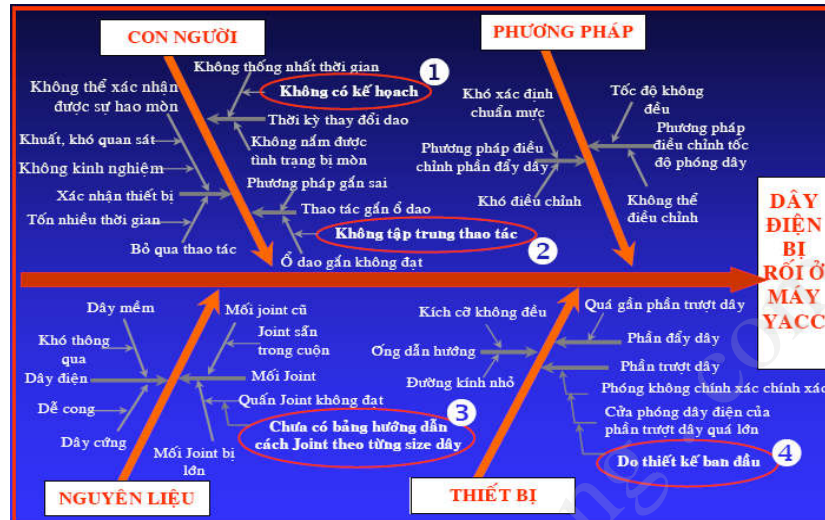 CON NGƯỜI
PHƯƠNG PHÁP
Không thống nhất thời gian
1
Không có kế hoạch
Không thể xác nhận
được sự hao mòn
Thời kỳ thay đổi dao
Khuất, khó quan sát
Không nắm được
tình trạng bị mòn
Không kinh nghiệm
Phương pháp gắn sai
Xác nhận thiết bị
Thao tác gắn ổ dao
Tốn nhiều thời gian
Không tập trung thao tác
2
Bỏ qua thao tác
Ổ dao gắn không đạt
Khó xác đinh
chuẩn mực
Tốc độ không
đều
Phương pháp điều
chỉnh phần đẩy dây
Phương pháp
điều chỉnh tốc
độ phóng dây
Khó điều chỉnh
Không thể
điều chỉnh
DÂY
ĐIỆN
BỊ
RỐI Ở
MÁY
YACC
Dây mềm
Mối joint cũ
Khó thông
qua
Joint sẵn
trong cuộn
Dây điện
Mối Joint
Dễ cong
Quấn Joint không đạt
3
Dây cứng
Chưa có bảng hướng dẫn
cách Joint theo từng size dây
Mối Joint bị
lớn
Kích cỡ không đều
Quá gần phần trượt dây
Phần đẩy dây
Ống dẫn hướng
Phần trượt dây
Đường kính nhỏ
Phóng không chính xác chính xác
Cửa phóng dây điện của
phần trượt dây quá lớn
4
Do thiết kế ban đầu
NGUYÊN LIỆU
THIẾT BỊ